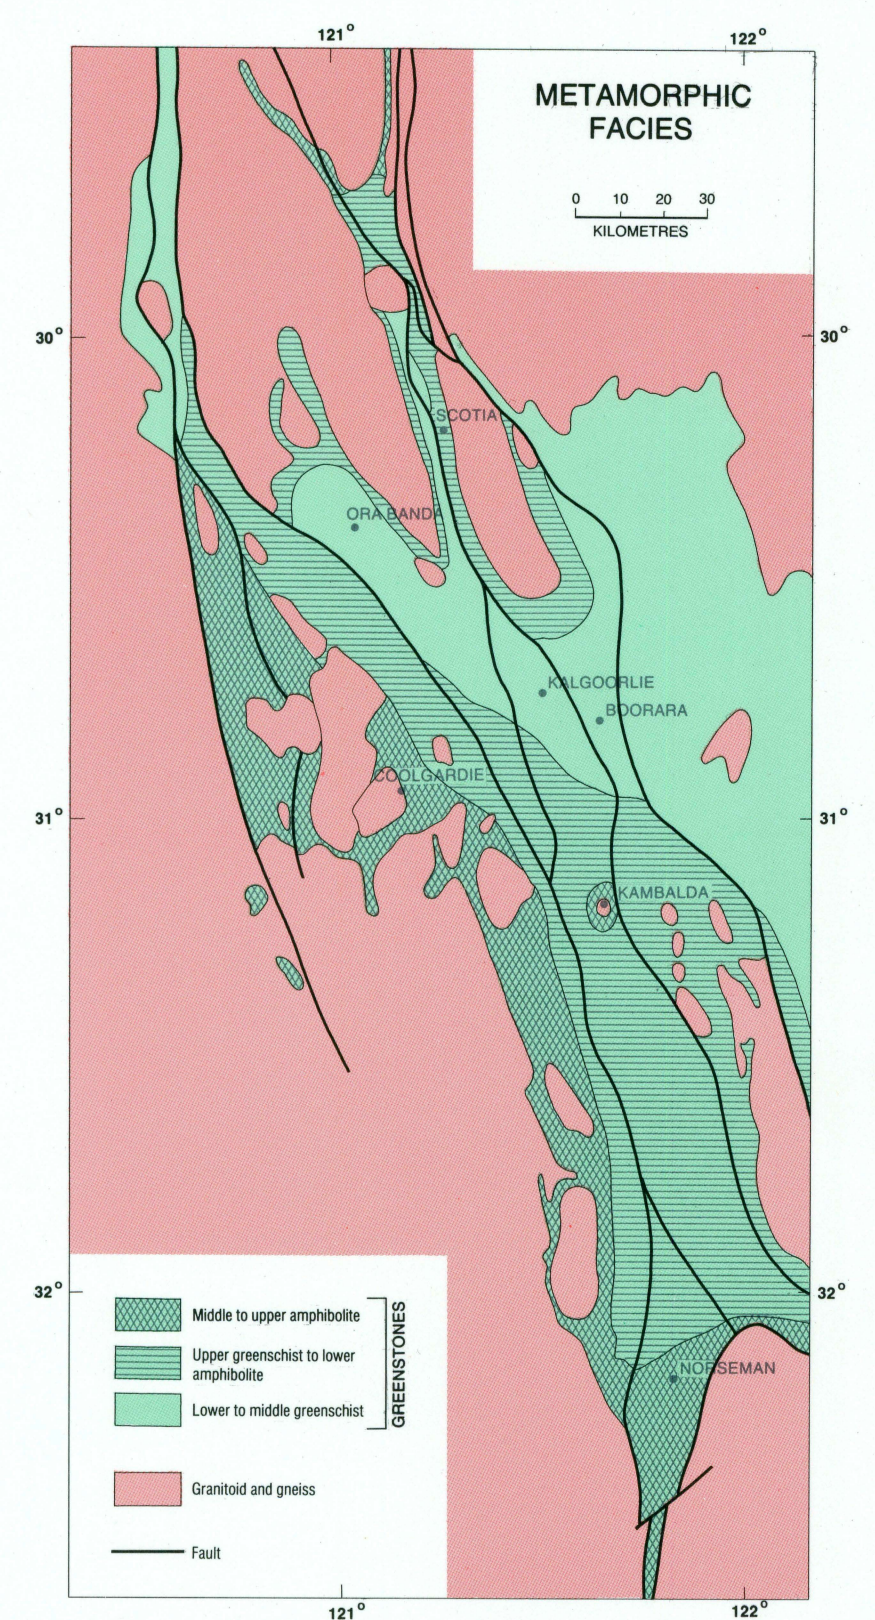 121°
122°
METAMORPHIC
FACIES
0 10 20 30
KILOMETRES
30°
30°
SCOTIA
ORA BANDA
KALGOORLIE
BOORARA
COOLGARDIE
31°
31°
KAMBALDA
32°
32°
Middle to upper amphibolite
Upper greenschist to lower
amphibolite
Lower to middle greenschist
GREENSTONES
NORSEMAN
Granitoid and gneiss
Fault
121°
122°